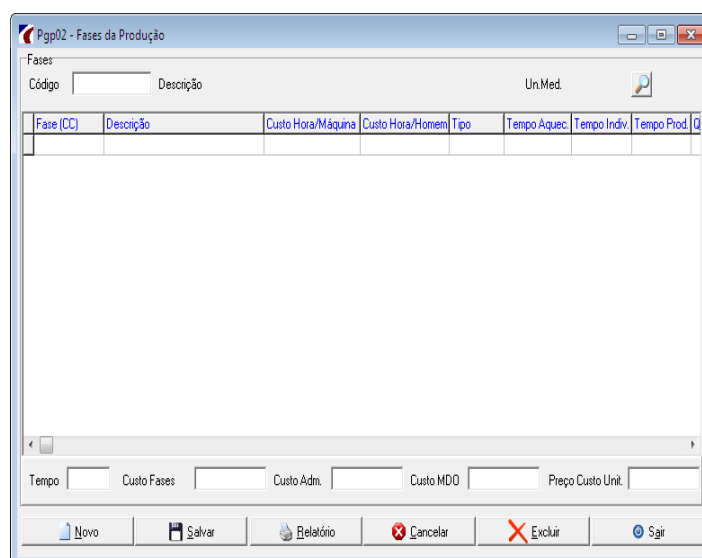 Pgp02 - Fases da Produção
Fases
Código Descrição Un.Med.
Fase (CC) Descrição Custo Hora/Máquina Custo Hora/Homem Tipo Tempo Aquec. Tempo Indiv. Tempo Prod. Q
Tempo Custo Fases Custo Adm. Custo MDO Preço Custo Unit.
Novo Salvar Relatório Cancelar Excluir Sair